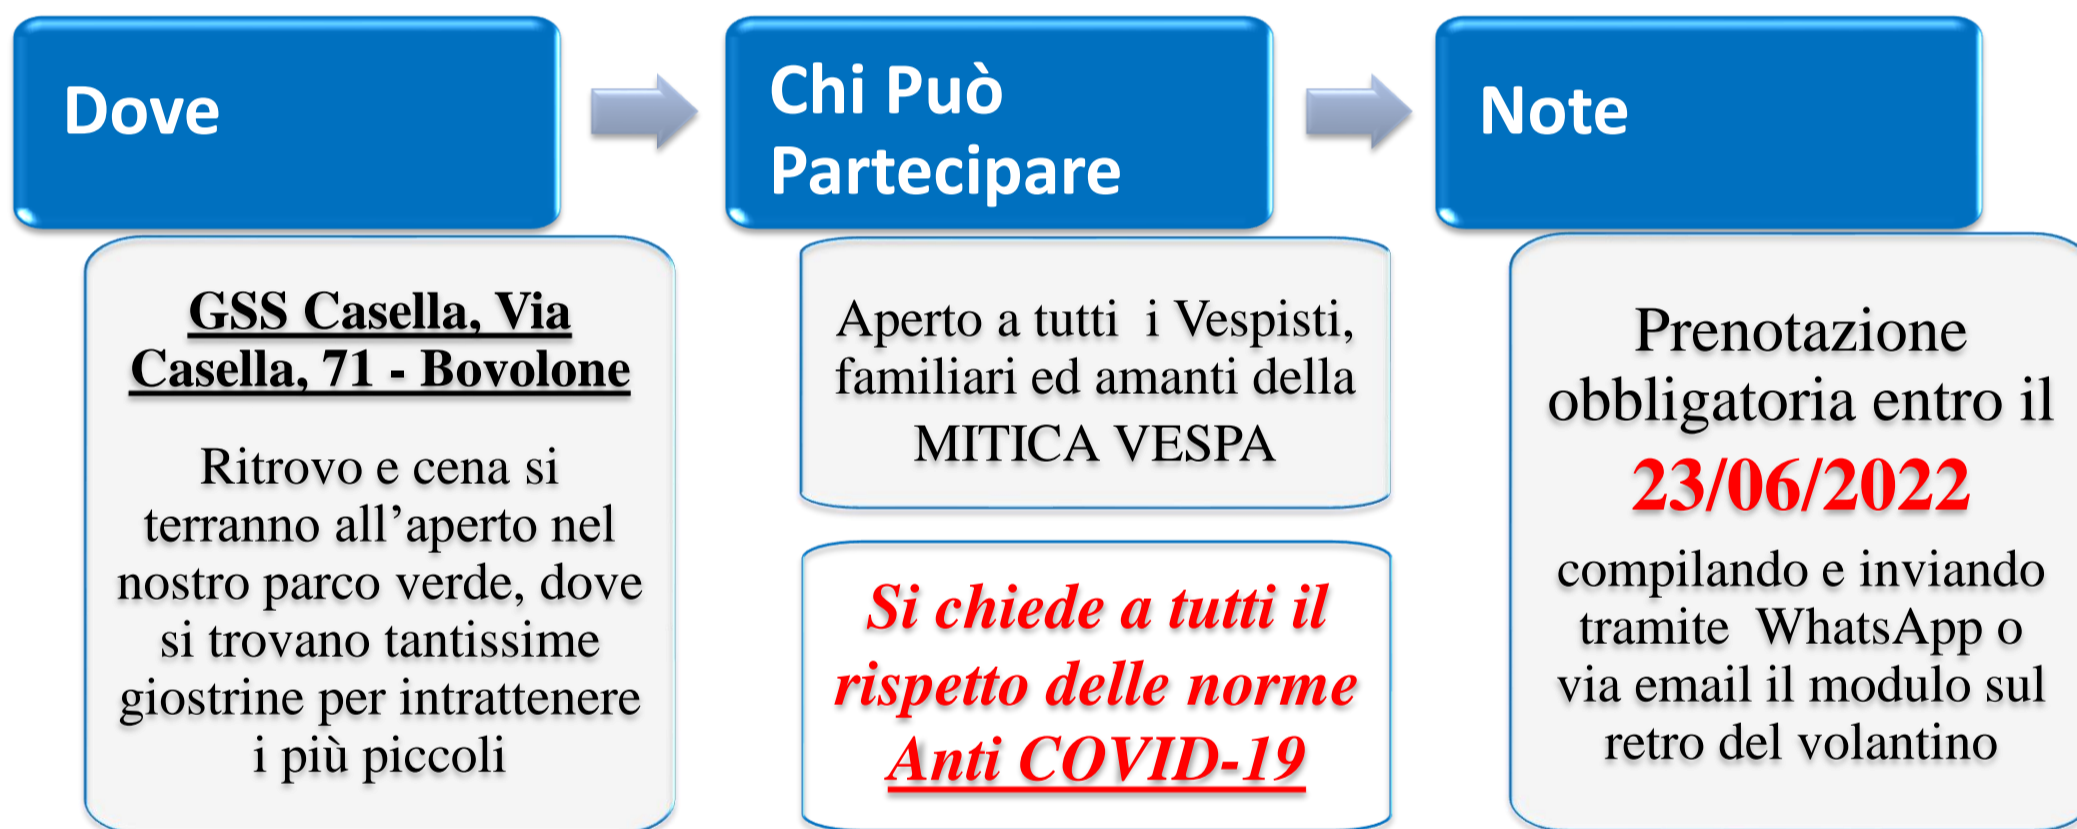 Dove
GSS Casella, Via
Casella, 71 - Bovolone
Ritrovo e cena si
terranno all’aperto nel
nostro parco verde, dove
si trovano tantissime
giostrine per intrattenere
i più piccoli
Chi Può
Partecipare
Aperto a tutti i Vespisti,
familiari ed amanti della
MITICA VESPA
Si chiede a tutti il
rispetto delle norme
Anti COVID-19
Note
Prenotazione
obbligatoria entro il
23/06/2022
compilando e inviando
tramite WhatsApp o
via email il modulo sul
retro del volantino